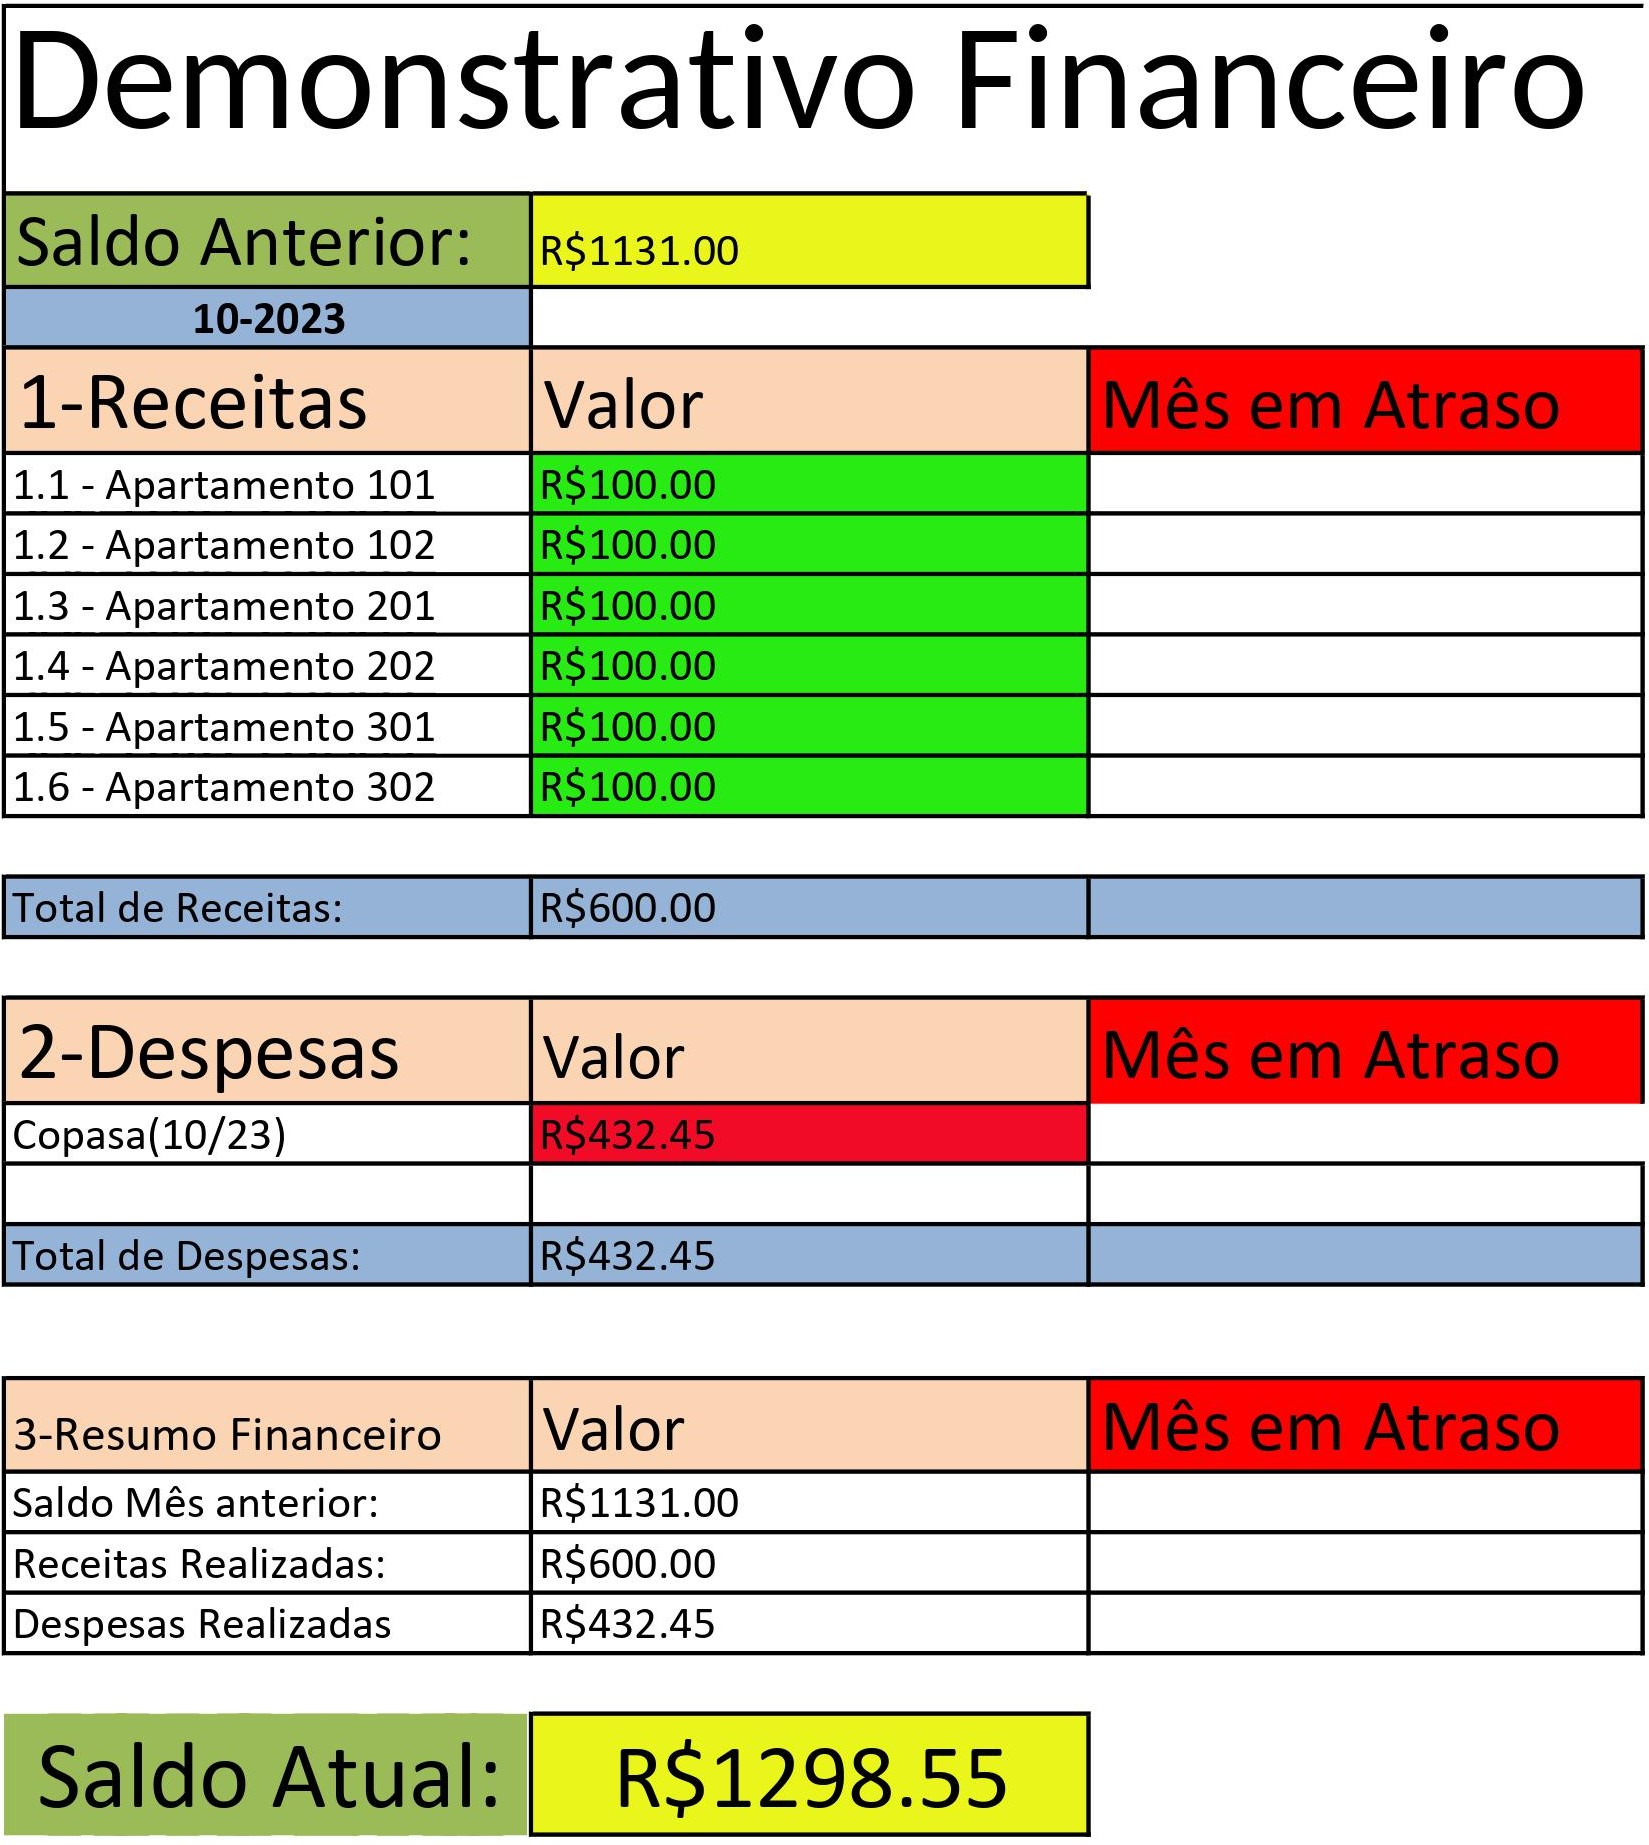 Demonstrativo Financeiro
Saldo Anterior: R$1131.00
10-2023
1-Receitas Valor Mês em Atraso
1.1 - Apartamento 101 R$100.00
1.2 - Apartamento 102 R$100.00
1.3 - Apartamento 201 R$100.00
1.4 - Apartamento 202 R$100.00
1.5 - Apartamento 301 R$100.00
1.6 - Apartamento 302 R$100.00
Total de Receitas: R$600.00
2-Despesas Valor Mês em Atraso
Copasa(10/23) R$432.45
Total de Despesas: R$432.45
3-Resumo Financeiro Valor Mês em Atraso
Saldo Mês anterior: R$1131.00
Receitas Realizadas: R$600.00
Despesas Realizadas R$432.45
Saldo Atual: R$1298.55